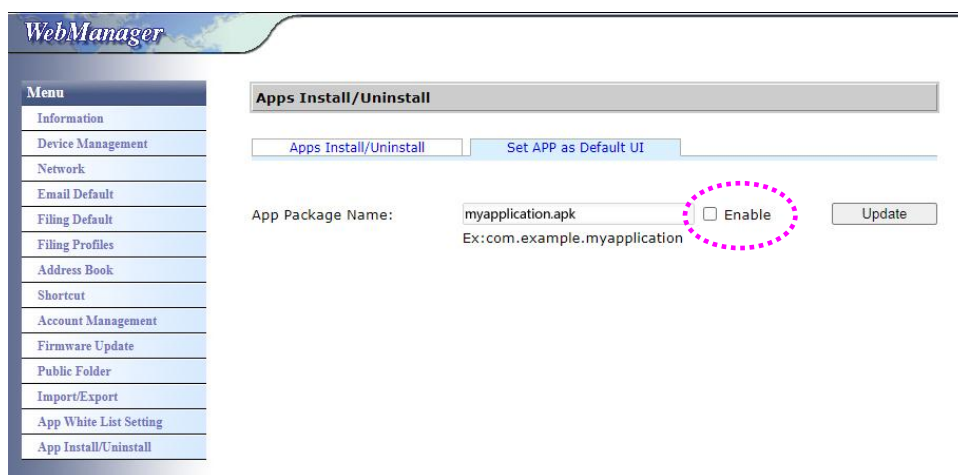 WebManager
Menu
Information
Device Management
Network
Email Default
Filing Default
Filing Profiles
Address Book
Shortcut
Account Management
Firmware Update
Public Folder
Import/Export
App White List Setting
App Install/Uninstall
Apps Install/Uninstall
Apps Install/Uninstall Set APP as Default UI
App Package Name: myapplication.apk Enable Update
Ex:com.example.myapplication